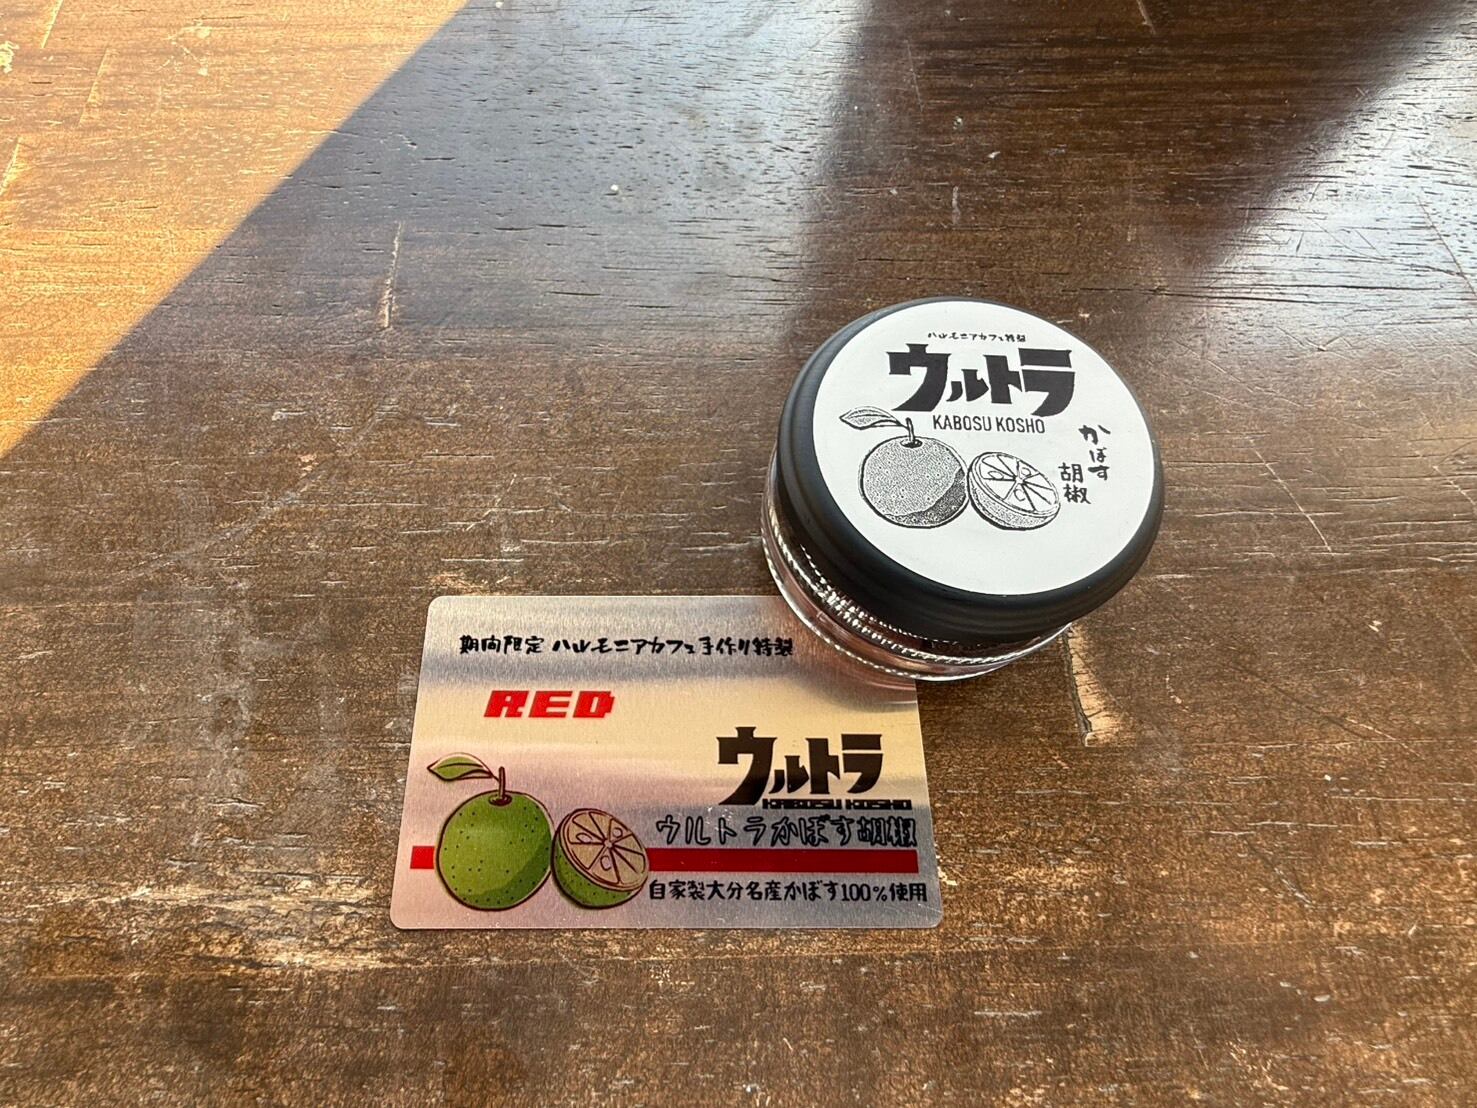 ハルモニアカフェ特製
ウルトラ
KABOSU KOSHO
かぼす
胡椒
期間限定 ハルモニアカフェ手作り特製
RED
ウルトラ
KABOSU KOSHO
ウルトラかぼす胡椒
自家製大分名産かぼす100%使用